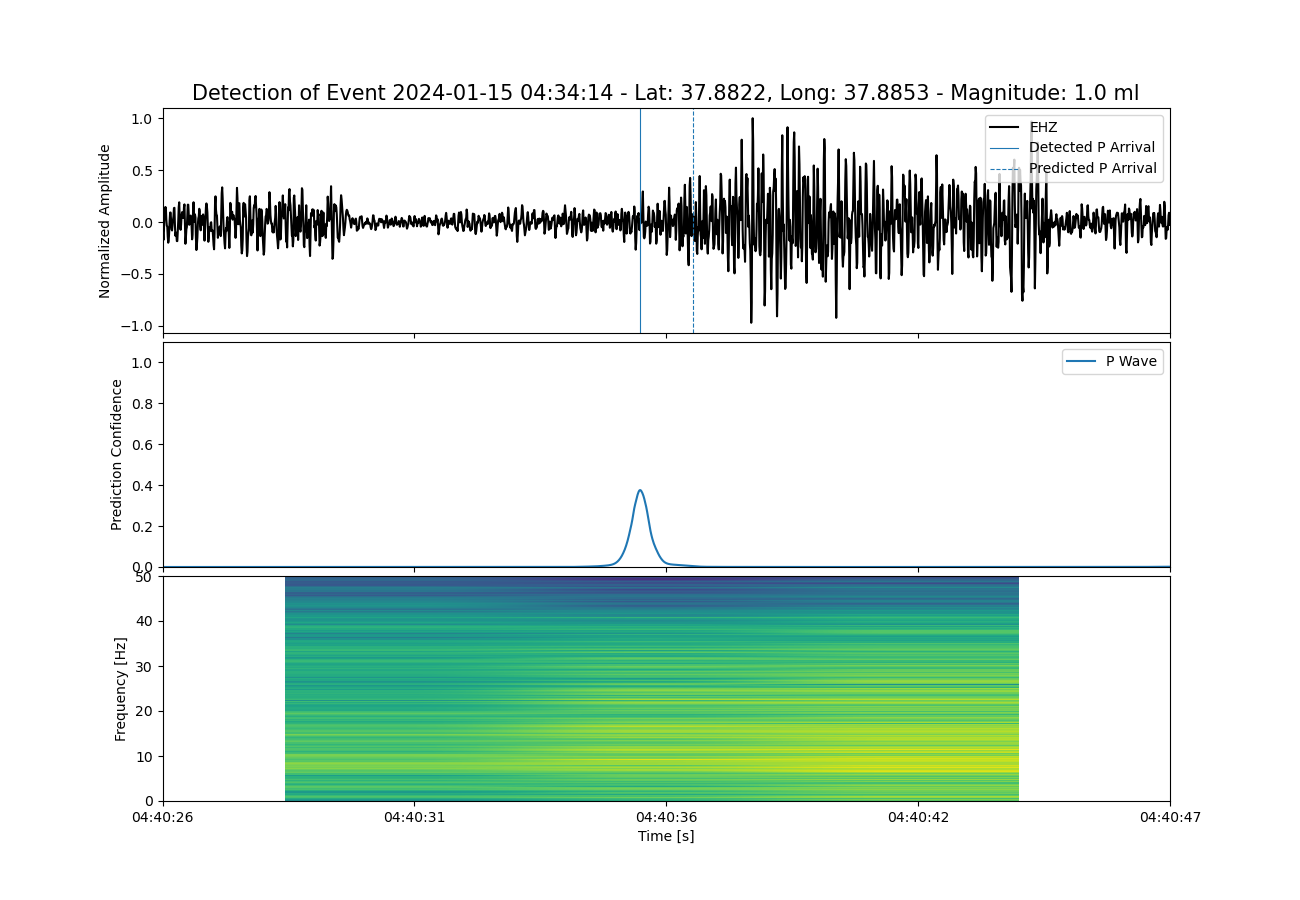 Detection of Event 2024-01-15 04:34:14 - Lat: 37.8822, Long: 37.8853 - Magnitude: 1.0 ml
Normalized Amplitude
1.0
0.5
0.0
−0.5
−1.0
EHZ
Detected P Arrival
Predicted P Arrival
Prediction Confidence
1.0
0.8
0.6
0.4
0.2
0.0
P Wave
Frequency [Hz]
50
40
30
20
10
0
04:40:26 04:40:31 04:40:36 04:40:42 04:40:47
Time [s]